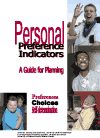 Personal
Preference
Indicators
A Guide for Planning
Preferences
Choices
Self-determination